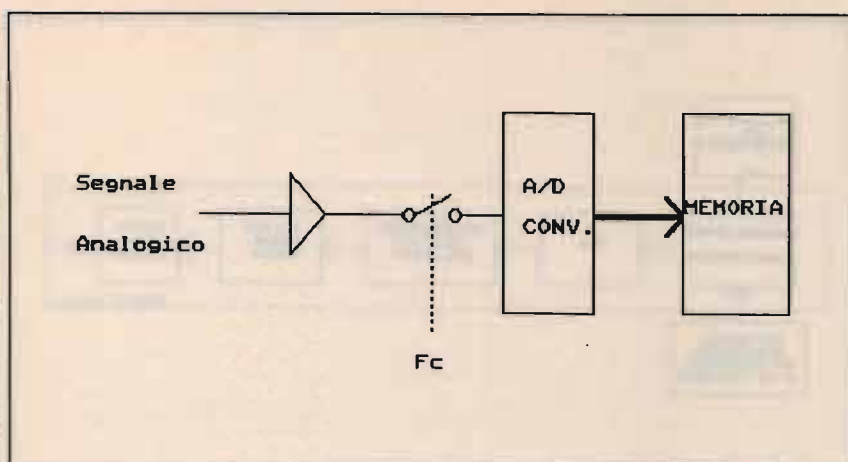 Segnale
Analogico
Fc
A/D
CONV.
MEMORIA